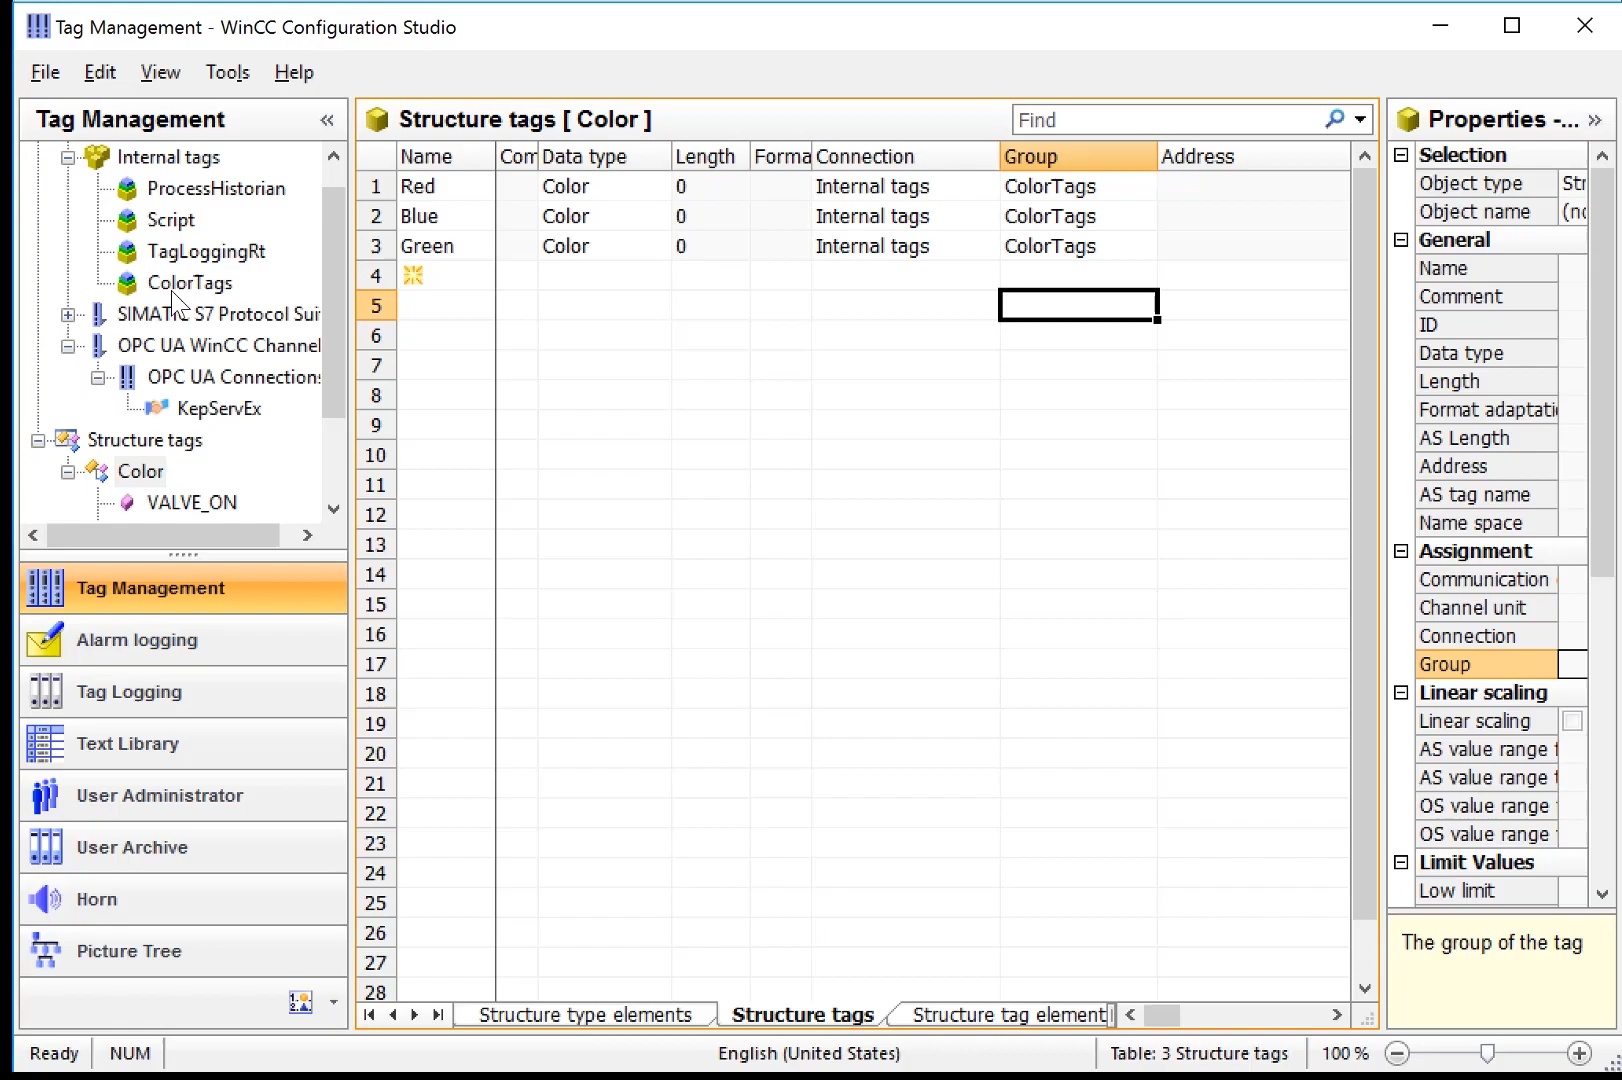 Tag Management - WinCC Configuration Studio
File Edit View Tools Help
Tag Management «
Internal tags
ProcessHistorian
Script
TagLoggingRt
ColorTags
SIMATIC S7 Protocol Sui
OPC UA WinCC Channel
OPC UA Connections
KepServEx
Structure tags
Color
VALVE_ON
Tag Management
Alarm logging
Tag Logging
Text Library
User Administrator
User Archive
Horn
Picture Tree
Structure tags [ Color ] Find
Name Com Data type Length Forma Connection Group Address
1 Red Color 0 Internal tags ColorTags
2 Blue Color 0 Internal tags ColorTags
3 Green Color 0 Internal tags ColorTags
4
5
6
7
8
9
10
11
12
13
14
15
16
17
18
19
20
21
22
23
24
25
26
27
28
Structure type elements Structure tags Structure tag element
Properties -... »
Selection
Object type Str
Object name (no
General
Name
Comment
ID
Data type
Length
Format adaptati
AS Length
Address
AS tag name
Name space
Assignment
Communication
Channel unit
Connection
Group
Linear scaling
Linear scaling
AS value range f
AS value range t
OS value range
OS value range
Limit Values
Low limit
The group of the tag
Ready NUM English (United States) Table: 3 Structure tags 100 %